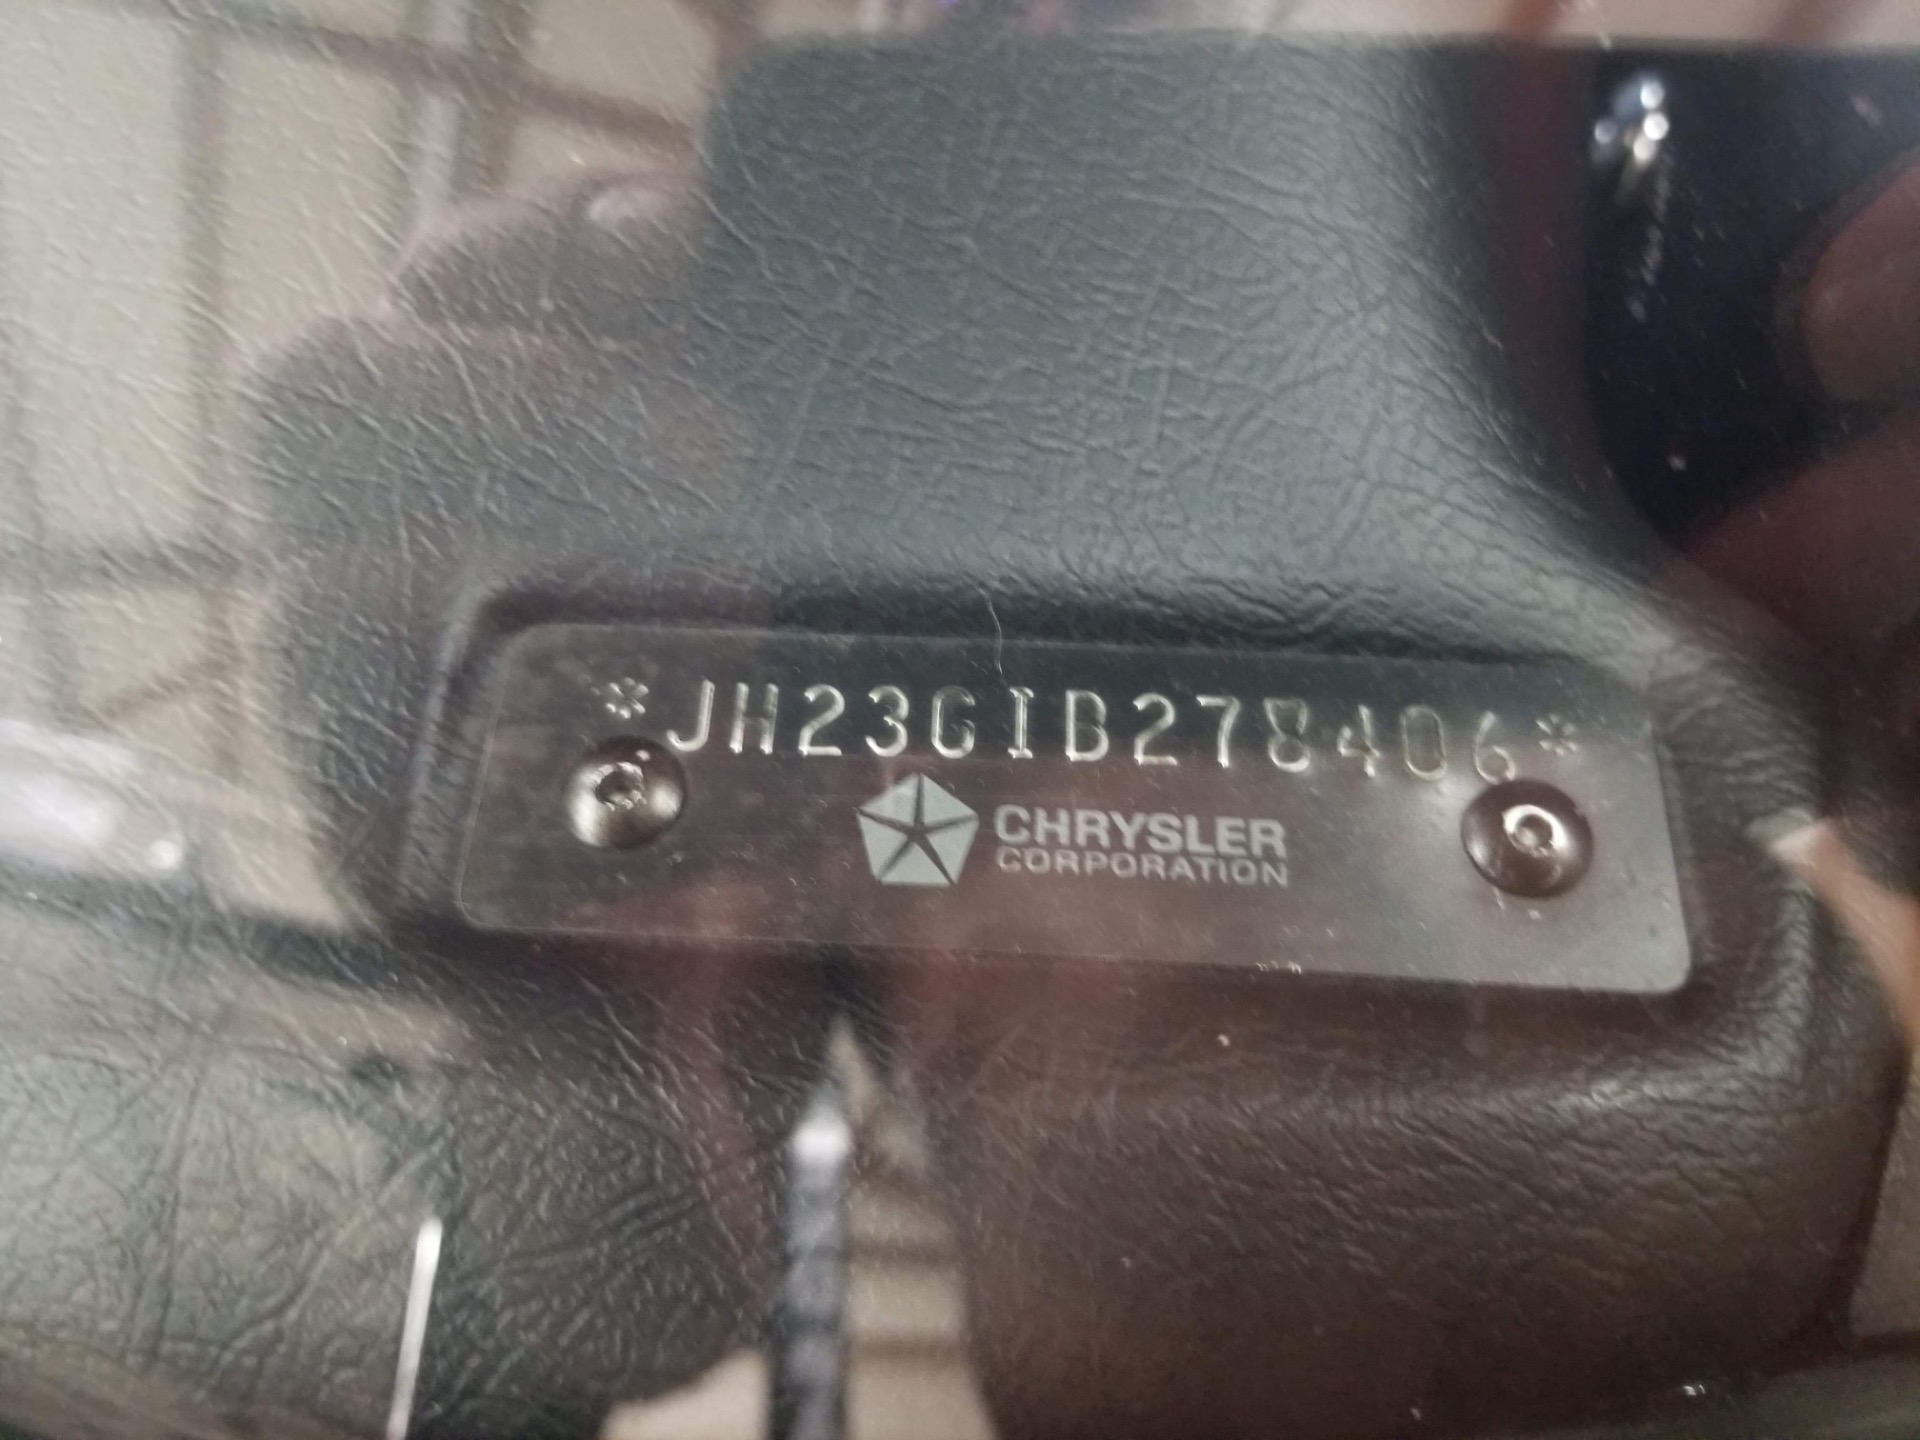 *JH23G1B278406*
CHRYSLER
CORPORATION